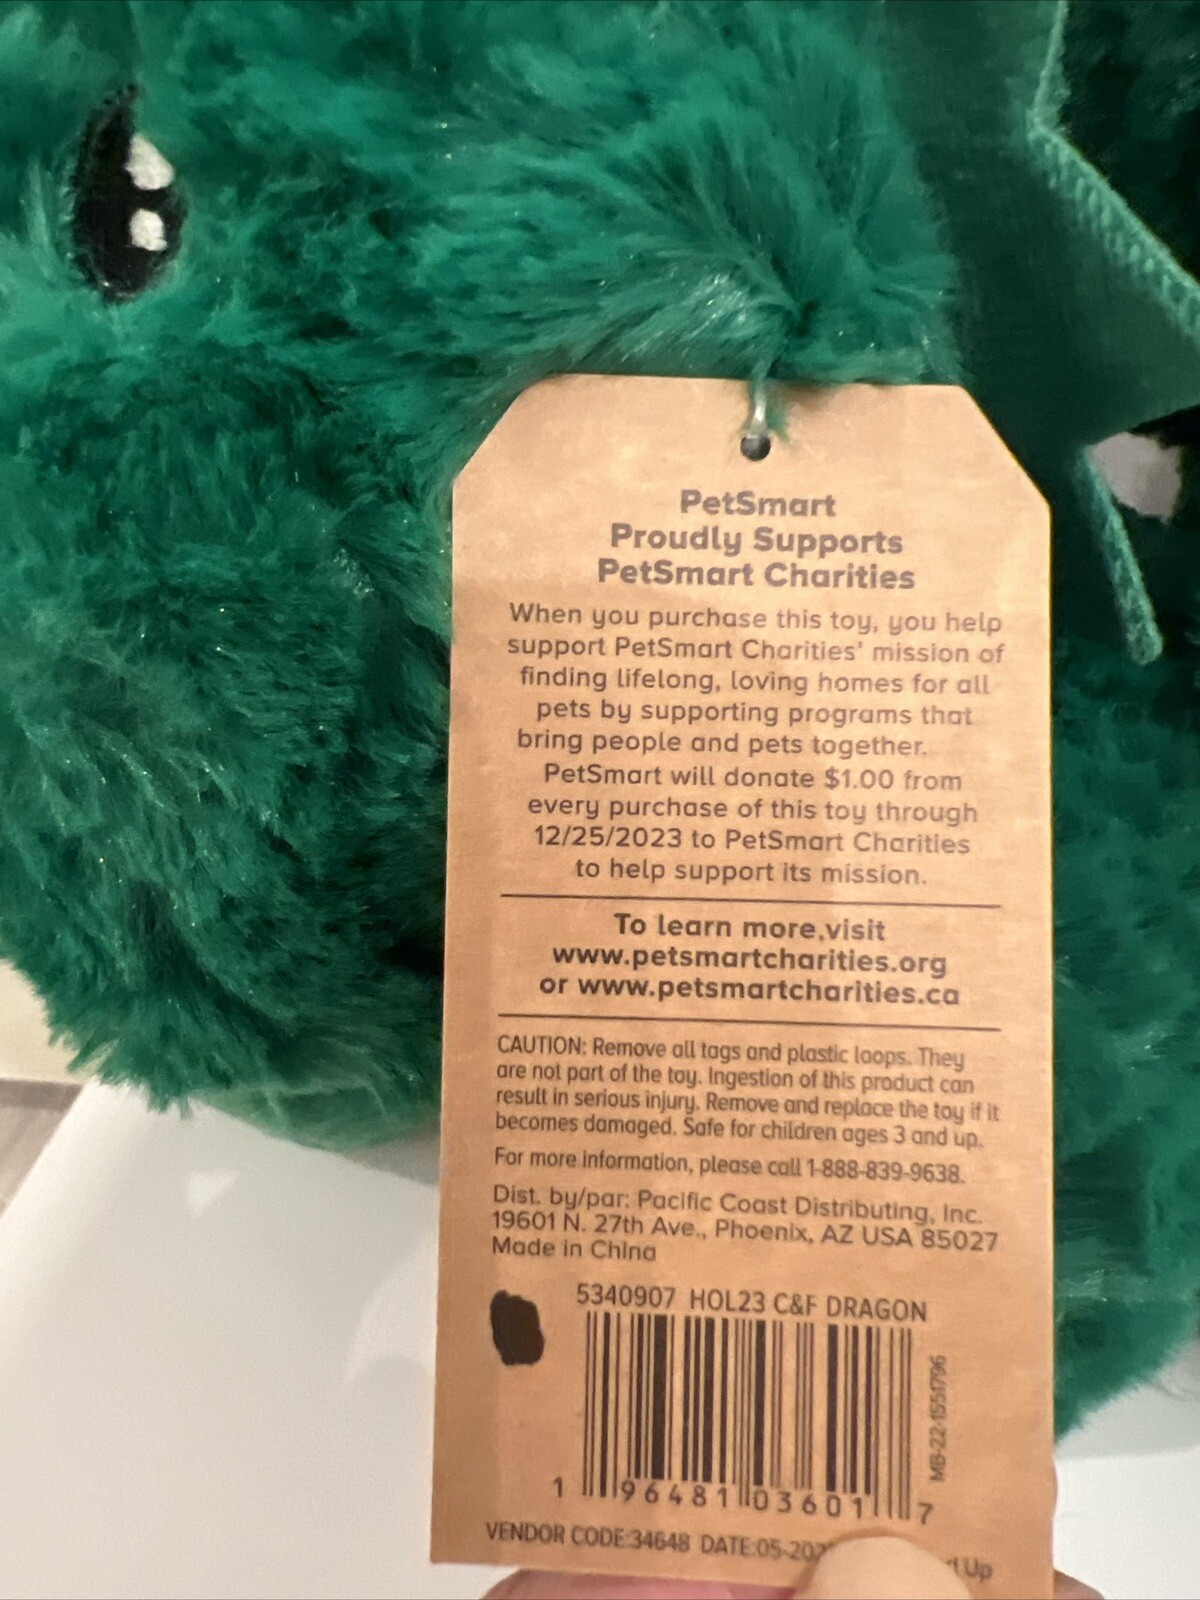 PetSmart
Proudly Supports
PetSmart Charities
When you purchase this toy, you help
support PetSmart Charities' mission of
finding lifelong, loving homes for all
pets by supporting programs that
bring people and pets together.
PetSmart will donate $1.00 from
every purchase of this toy through
12/25/2023 to PetSmart Charities
to help support its mission.
To learn more,visit
www.petsmartcharities.org
or www.petsmartcharities.ca
CAUTION: Remove all tags and plastic loops. They
are not part of the toy. Ingestion of this product can
result in serious injury. Remove and replace the toy if it
becomes damaged. Safe for children ages 3 and up.
For more information, please call 1-888-839-9638.
Dist. by/par: Pacific Coast Distributing, Inc.
19601 N. 27th Ave., Phoenix, AZ USA 85027
Made in China
5340907 HOL23 C&F DRAGON
MB-22-1551796
1 96481 03601 7
VENDOR CODE:34648 DATE:05-202 Up